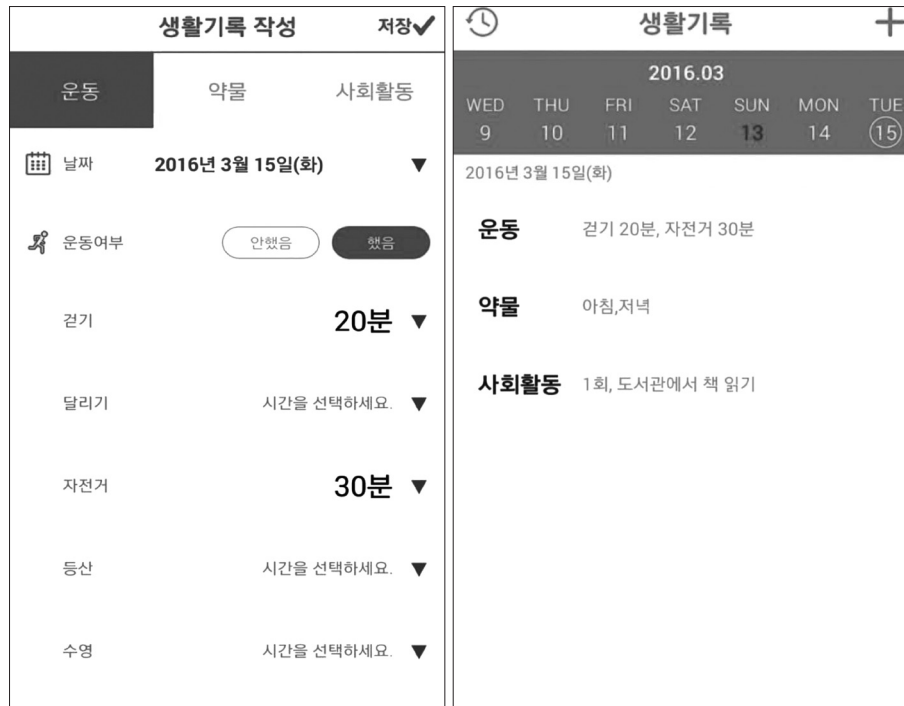 생활기록 작성 저장
운동 약물 사회활동
날짜 2016년 3월 15일(화)
운동여부 안했음 했음
걷기 20분
달리기 시간을 선택하세요.
자전거 30분
등산 시간을 선택하세요.
수영 시간을 선택하세요.
생활기록
2016.03
WED THU FRI SAT SUN MON TUE
9 10 11 12 13 14 15
2016년 3월 15일(화)
운동 걷기 20분, 자전거 30분
약물 아침,저녁
사회활동 1회, 도서관에서 책 읽기